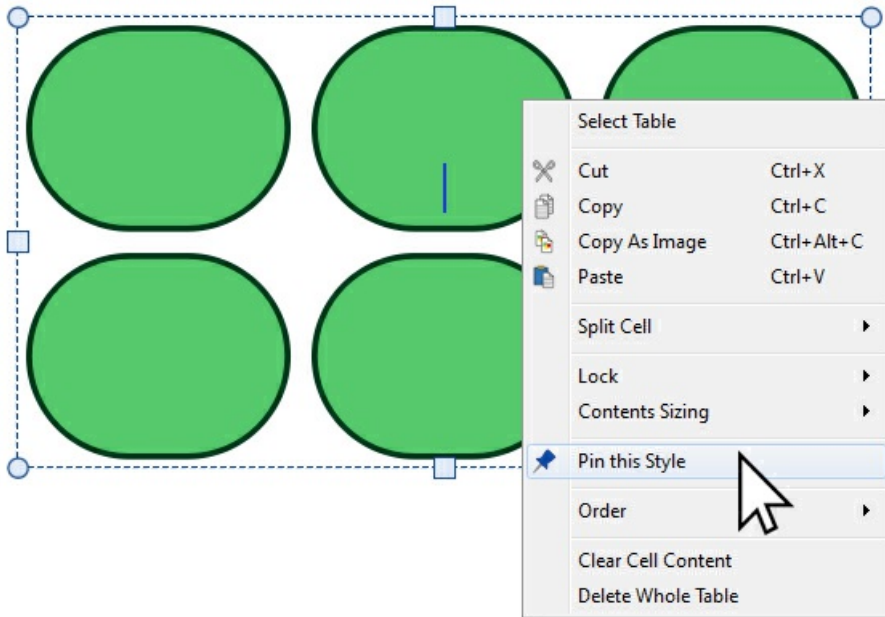 Select Table
Cut Ctrl+X
Copy Ctrl+C
Copy As Image Ctrl+Alt+C
Paste Ctrl+V
Split Cell
Lock
Contents Sizing
Pin this Style
Order
Clear Cell Content
Delete Whole Table